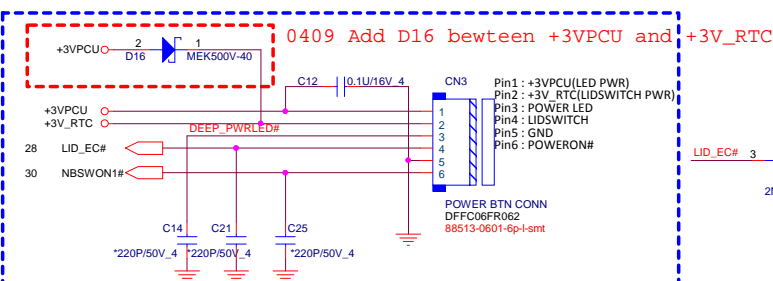 0409 Add D16 bewteen +3VPCU and +3V_RTC
+3VPCU
2
1
D16
MEK500V-40
C12
0.1U/16V_4
CN3
Pin1 : +3VPCU(LED PWR)
Pin2 : +3V_RTC(LIDSWITCH PWR)
Pin3 : POWER LED
Pin4 : LIDSWITCH
Pin5 : GND
Pin6 : POWERON#
+3VPCU
+3V_RTC
DEEP_PWRLED#
28 LID_EC#
30 NBSWON1#
1
2
3
4
5
6
LID_EC# 3
POWER BTN CONN
DFFC06FR062
88513-0601-6p-l-smt
C14
C21
C25
*220P/50V_4
*220P/50V_4
*220P/50V_4